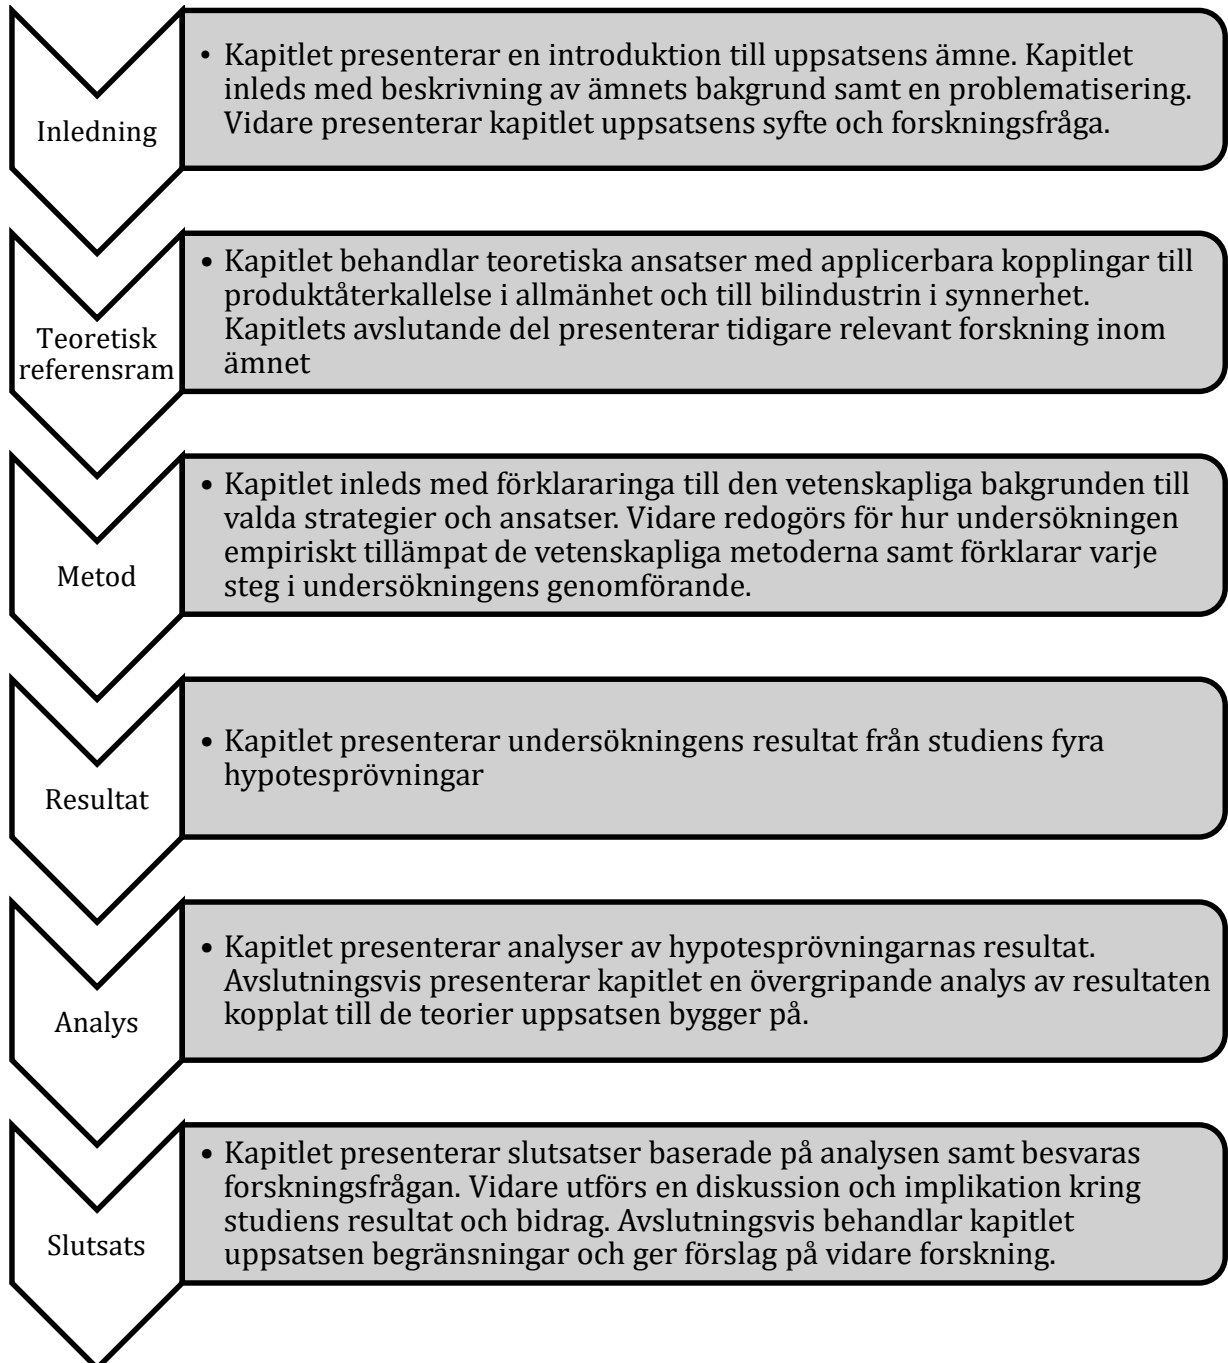 Inledning
• Kapitlet presenterar en introduktion till uppsatsens ämne. Kapitlet
inleds med beskrivning av ämnets bakgrund samt en problematisering.
Vidare presenterar kapitlet uppsatsens syfte och forskningsfråga.
Teoretisk
referensram
• Kapitlet behandlar teoretiska ansatser med applicerbara kopplingar till
produktåterkallelse i allmänhet och till bilindustrin i synnerhet.
Kapitlets avslutande del presenterar tidigare relevant forskning inom
ämnet
Metod
• Kapitlet inleds med förklararinga till den vetenskapliga bakgrunden till
valda strategier och ansatser. Vidare redogörs för hur undersökningen
empiriskt tillämpat de vetenskapliga metoderna samt förklarar varje
steg i undersökningens genomförande.
Resultat
• Kapitlet presenterar undersökningens resultat från studiens fyra
hypotesprövningar
Analys
• Kapitlet presenterar analyser av hypotesprövningarnas resultat.
Avslutningsvis presenterar kapitlet en övergripande analys av resultaten
kopplat till de teorier uppsatsen bygger på.
Slutsats
• Kapitlet presenterar slutsatser baserade på analysen samt besvaras
forskningsfrågan. Vidare utförs en diskussion och implikation kring
studiens resultat och bidrag. Avslutningsvis behandlar kapitlet
uppsatsen begränsningar och ger förslag på vidare forskning.